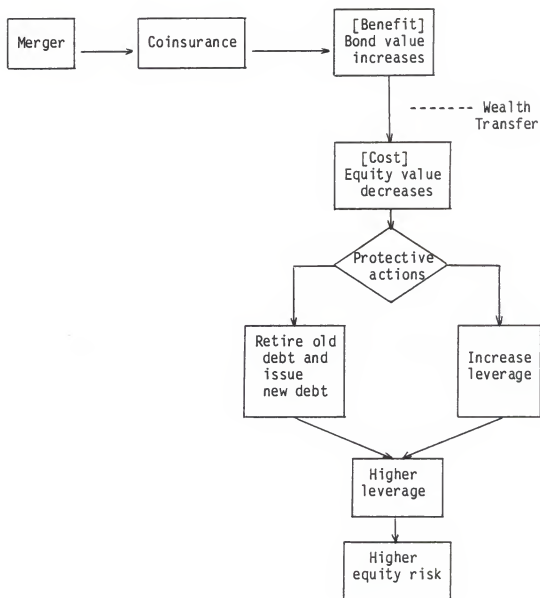 Merger
Coinsurance
[Benefit]
Bond value
increases
Wealth
Transfer
[Cost]
Equity value
decreases
Protective
actions
Retire old
debt and
issue
new debt
Increase
leverage
Higher
leverage
Higher
equity risk